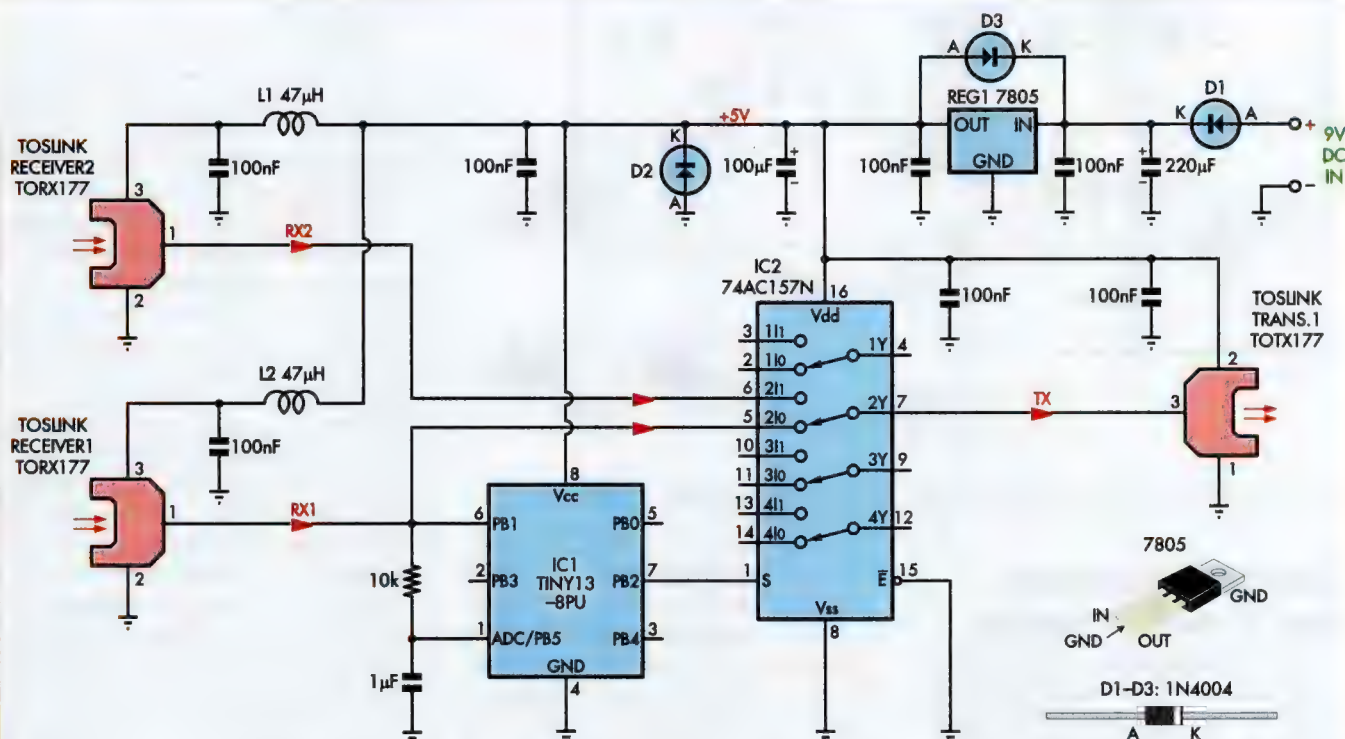 D3
A
K
L1 47µH
REG1 7805
D1
K
A
+
+5V
OUT
IN
GND
9V
DC
IN
–
TOSLINK
RECEIVER2
TORX177
100nF
100nF
K
D2
A
+
100µF
–
100nF
100nF
+
220µF
–
3
1
2
RX2
IC2
74AC157N
16
Vdd
100nF
100nF
TOSLINK
TRANS.1
TOTX177
L2 47µH
3
1I1
2
1I0
1Y
4
6
2I1
5
2I0
2Y
7
TX
2
3
1
10
3I1
11
3I0
3Y
9
13
4I1
14
4I0
4Y
12
1
S
E
15
Vss
8
TOSLINK
RECEIVER1
TORX177
100nF
3
1
2
RX1
8
Vcc
6
PB1
PB0
5
2
PB3
IC1
TINY13
–8PU
PB2
7
1
ADC/PB5
PB4
3
GND
4
10k
1µF
7805
GND
IN
GND
OUT
D1–D3: 1N4004
A
K